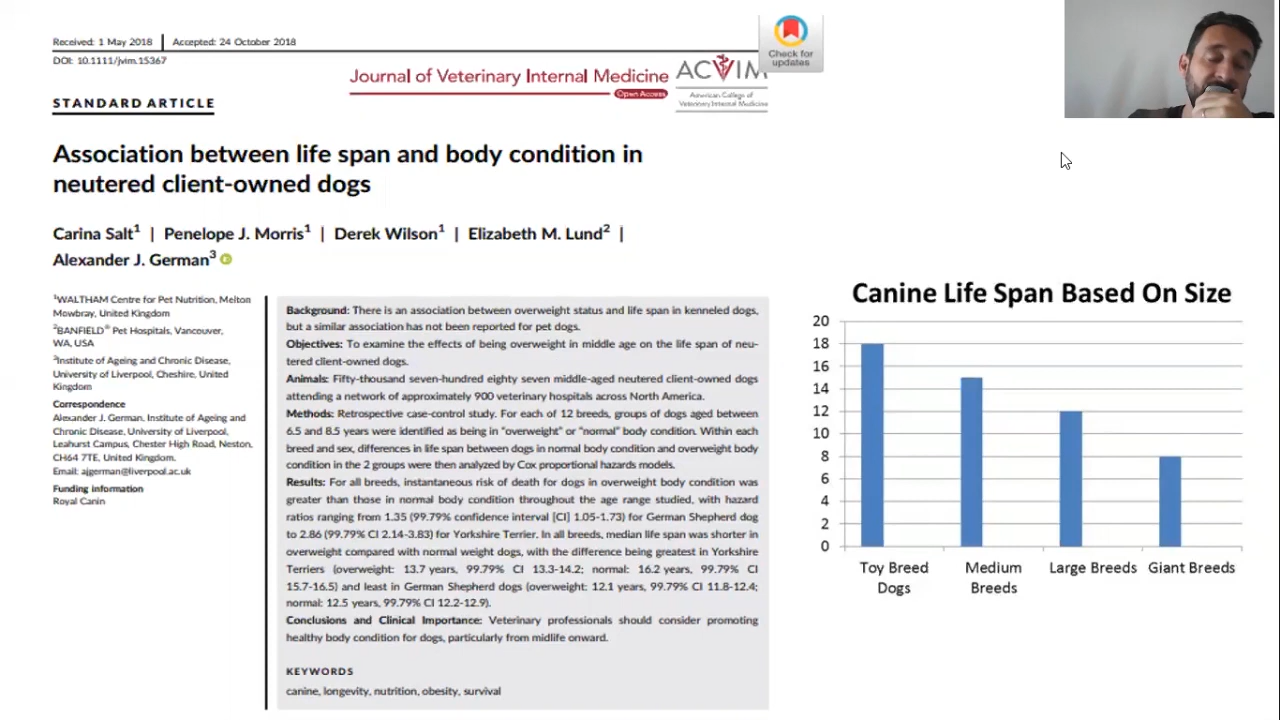 Received: 1 May 2018 | Accepted: 24 October 2018
DOI: 10.1111/jvim.15367
Check for
updates
Journal of Veterinary Internal Medicine
Open Access
ACVIM
American College of
Veterinary Internal Medicine
STANDARD ARTICLE
Association between life span and body condition in
neutered client-owned dogs
Carina Salt1 | Penelope J. Morris1 | Derek Wilson1 | Elizabeth M. Lund2 |
Alexander J. German3
1WALTHAM Centre for Pet Nutrition, Melton
Mowbray, United Kingdom
2BANFIELD® Pet Hospitals, Vancouver,
WA, USA
3Institute of Ageing and Chronic Disease,
University of Liverpool, Cheshire, United
Kingdom
Correspondence
Alexander J. German, Institute of Ageing and
Chronic Disease, University of Liverpool,
Leahurst Campus, Chester High Road, Neston,
CH64 7TE, United Kingdom.
Email: ajgerman@liverpool.ac.uk
Funding information
Royal Canin
Background: There is an association between overweight status and life span in kenneled dogs,
but a similar association has not been reported for pet dogs.
Objectives: To examine the effects of being overweight in middle age on the life span of neu-
tered client-owned dogs.
Animals: Fifty-thousand seven-hundred eighty seven middle-aged neutered client-owned dogs
attending a network of approximately 900 veterinary hospitals across North America.
Methods: Retrospective case-control study. For each of 12 breeds, groups of dogs aged between
6.5 and 8.5 years were identified as being in "overweight" or "normal" body condition. Within each
breed and sex, differences in life span between dogs in normal body condition and overweight body
condition in the 2 groups were then analyzed by Cox proportional hazards models.
Results: For all breeds, instantaneous risk of death for dogs in overweight body condition was
greater than those in normal body condition throughout the age range studied, with hazard
ratios ranging from 1.35 (99.79% confidence interval [CI] 1.05-1.73) for German Shepherd dog
to 2.86 (99.79% CI 2.14-3.83) for Yorkshire Terrier. In all breeds, median life span was shorter in
overweight compared with normal weight dogs, with the difference being greatest in Yorkshire
Terriers (overweight: 13.7 years, 99.79% CI 13.3-14.2; normal: 16.2 years, 99.79% CI
15.7-16.5) and least in German Shepherd dogs (overweight: 12.1 years, 99.79% CI 11.8-12.4;
normal: 12.5 years, 99.79% CI 12.2-12.9).
Conclusions and Clinical Importance: Veterinary professionals should consider promoting
healthy body condition for dogs, particularly from midlife onward.
KEYWORDS
canine, longevity, nutrition, obesity, survival
Canine Life Span Based On Size
20
18
16
14
12
10
8
6
4
2
0
Toy Breed
Dogs
Medium
Breeds
Large Breeds
Giant Breeds